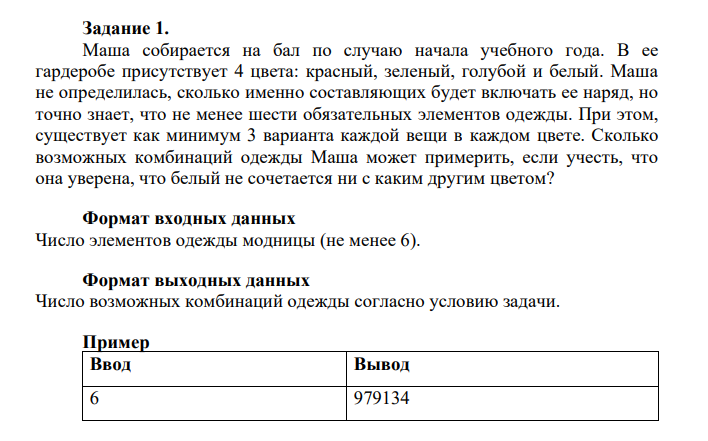 Задание 1.
Маша собирается на бал по случаю начала учебного года. В ее
гардеробе присутствует 4 цвета: красный, зеленый, голубой и белый. Маша
не определилась, сколько именно составляющих будет включать ее наряд, но
точно знает, что не менее шести обязательных элементов одежды. При этом,
существует как минимум 3 варианта каждой вещи в каждом цвете. Сколько
возможных комбинаций одежды Маша может примерить, если учесть, что
она уверена, что белый не сочетается ни с каким другим цветом?
Формат входных данных
Число элементов одежды модницы (не менее 6).
Формат выходных данных
Число возможных комбинаций одежды согласно условию задачи.
Пример
Ввод Вывод
6 979134